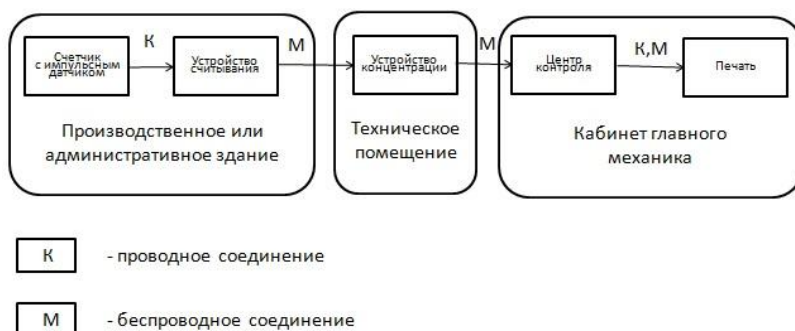 К
М
М
К,М
Счетчик
с импульсным
датчиком
Устройство
считывания
Устройство
концентрации
Центр
контроля
Печать
Производственное или
административное здание
Техническое
помещение
Кабинет главного
механика
К - проводное соединение
М - беспроводное соединение